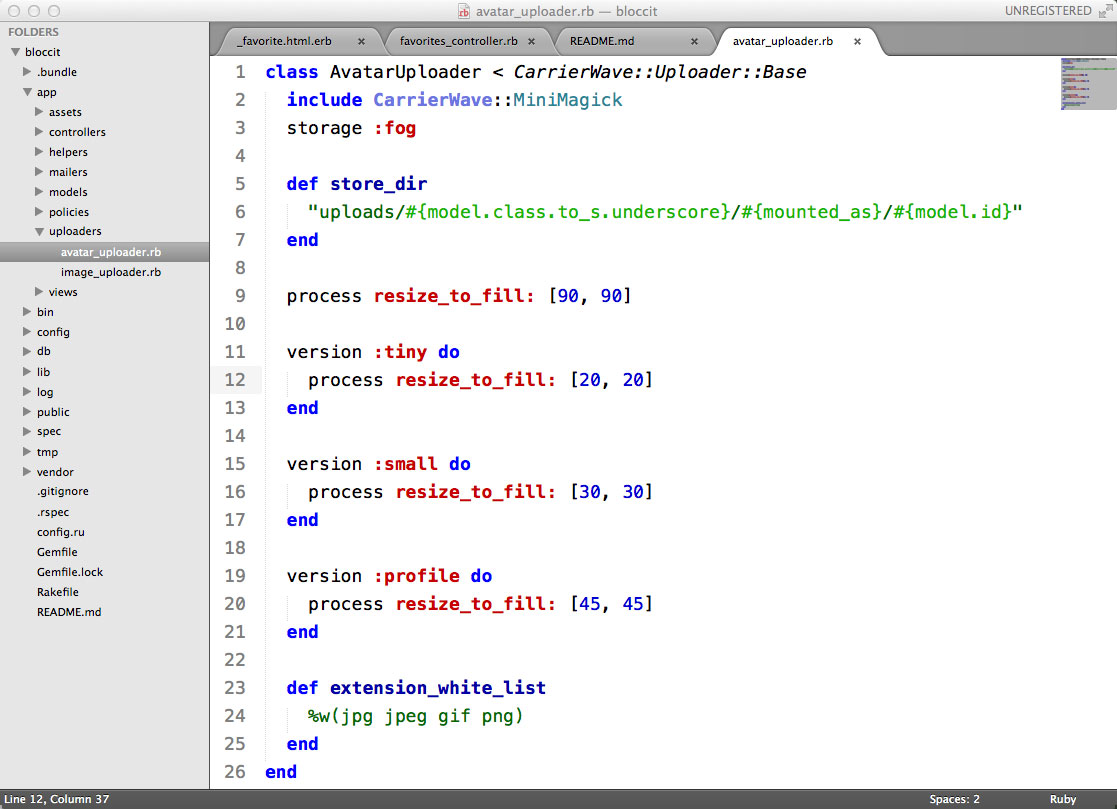 avatar_uploader.rb — bloccit
UNREGISTERED
FOLDERS
bloccit
.bundle
app
assets
controllers
helpers
mailers
models
policies
uploaders
avatar_uploader.rb
image_uploader.rb
views
bin
config
db
lib
log
public
spec
tmp
vendor
.gitignore
.rspec
config.ru
Gemfile
Gemfile.lock
Rakefile
README.md
_favorite.html.erb × favorites_controller.rb × README.md × avatar_uploader.rb ×
1 class AvatarUploader < CarrierWave::Uploader::Base
2 include CarrierWave::MiniMagick
3 storage :fog
4
5 def store_dir
6 "uploads/#{model.class.to_s.underscore}/#{mounted_as}/#{model.id}"
7 end
8
9 process resize_to_fill: [90, 90]
10
11 version :tiny do
12 process resize_to_fill: [20, 20]
13 end
14
15 version :small do
16 process resize_to_fill: [30, 30]
17 end
18
19 version :profile do
20 process resize_to_fill: [45, 45]
21 end
22
23 def extension_white_list
24 %w(jpg jpeg gif png)
25 end
26 end
Line 12, Column 37
Spaces: 2
Ruby